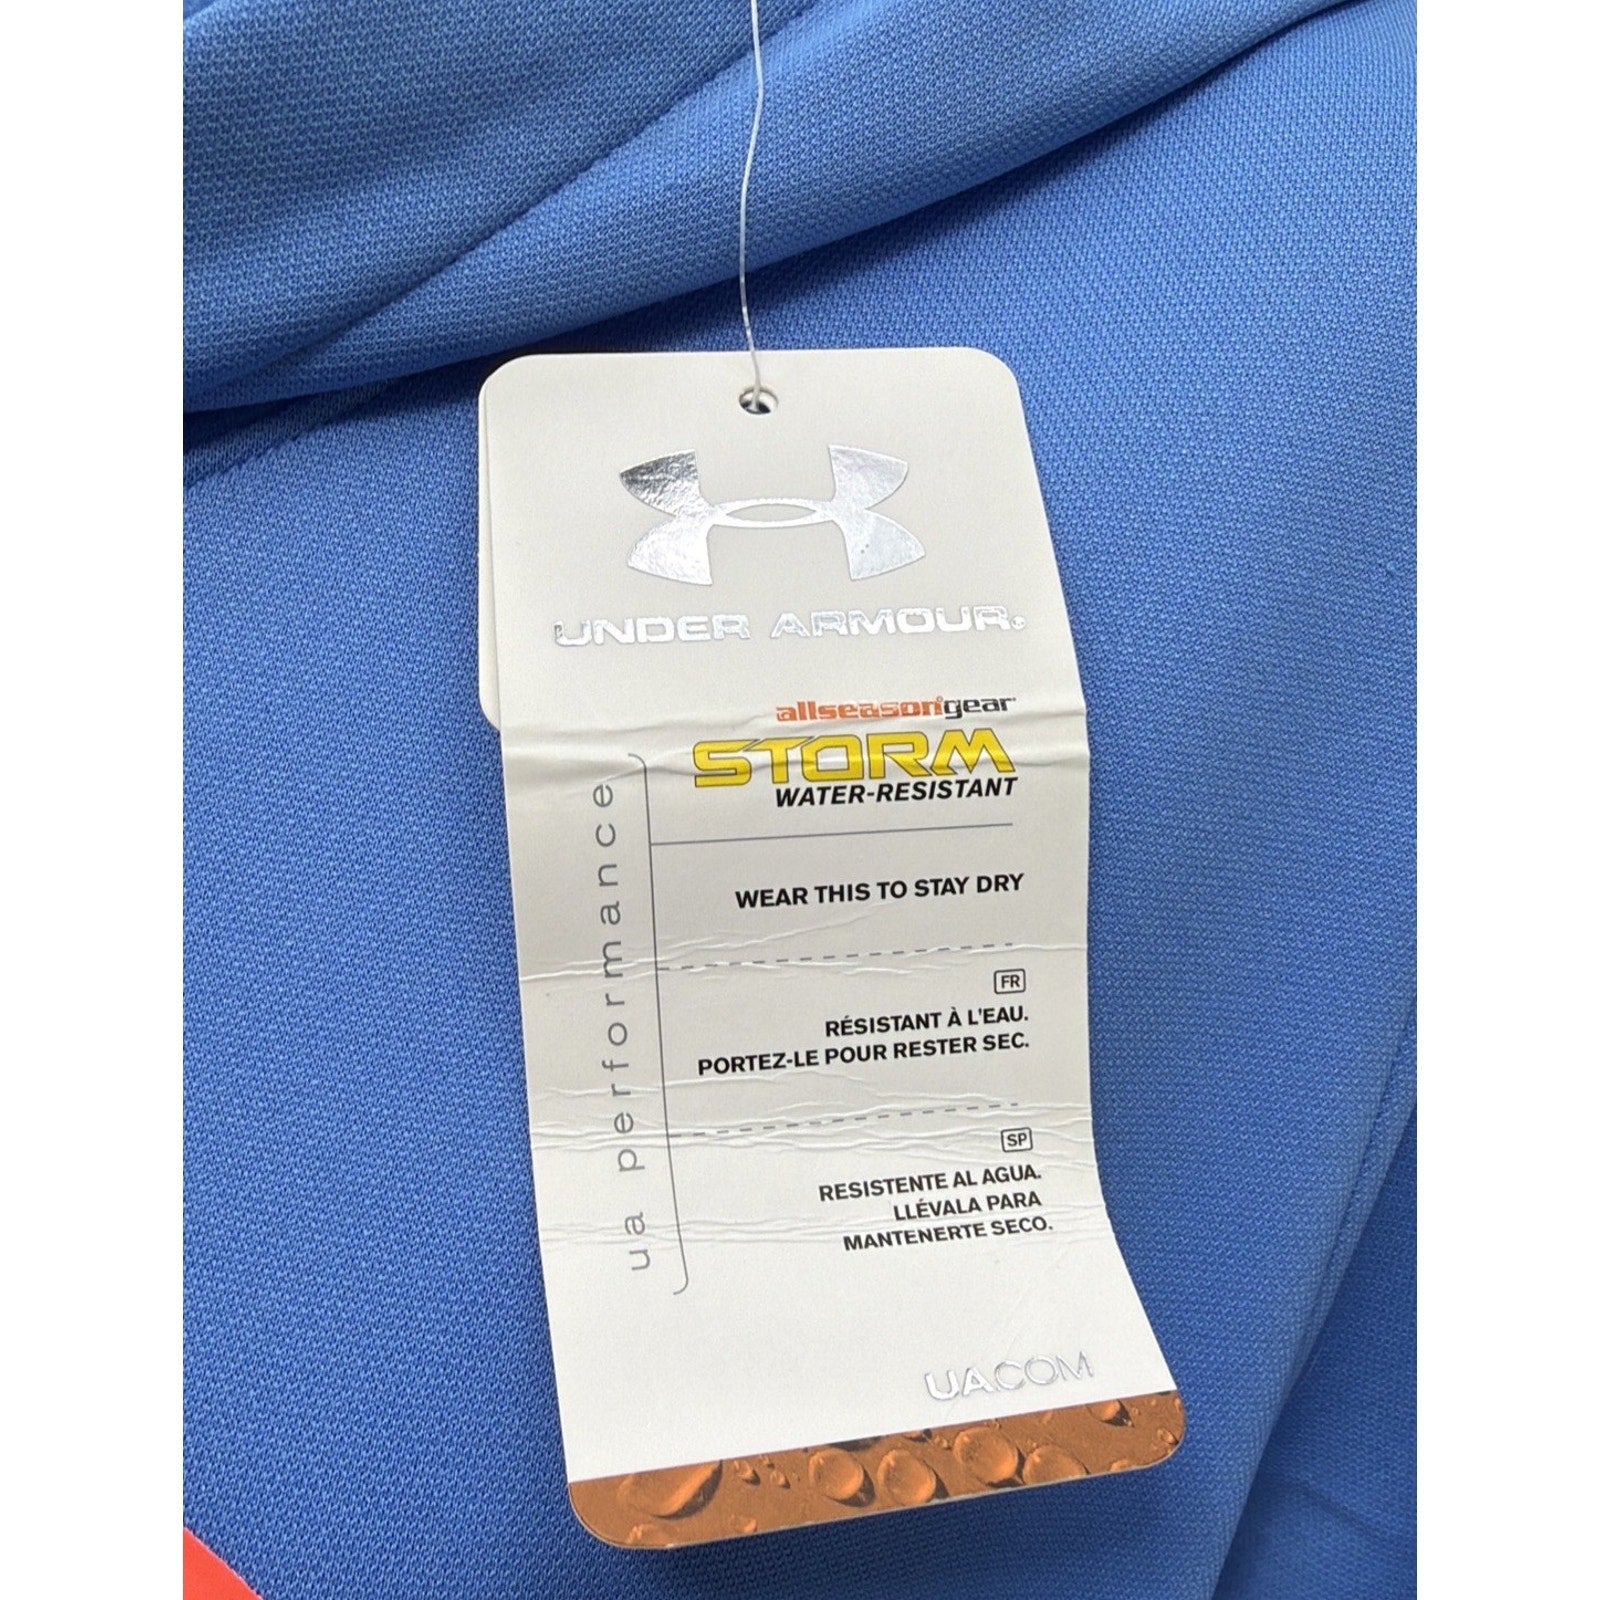 UNDER ARMOUR®
allseasongear
STORM
WATER-RESISTANT
WEAR THIS TO STAY DRY
FR
RÉSISTANT À L'EAU.
PORTEZ-LE POUR RESTER SEC.
SP
RESISTENTE AL AGUA.
LLÉVALA PARA
MANTENERTE SECO.
ua performance
UA.COM